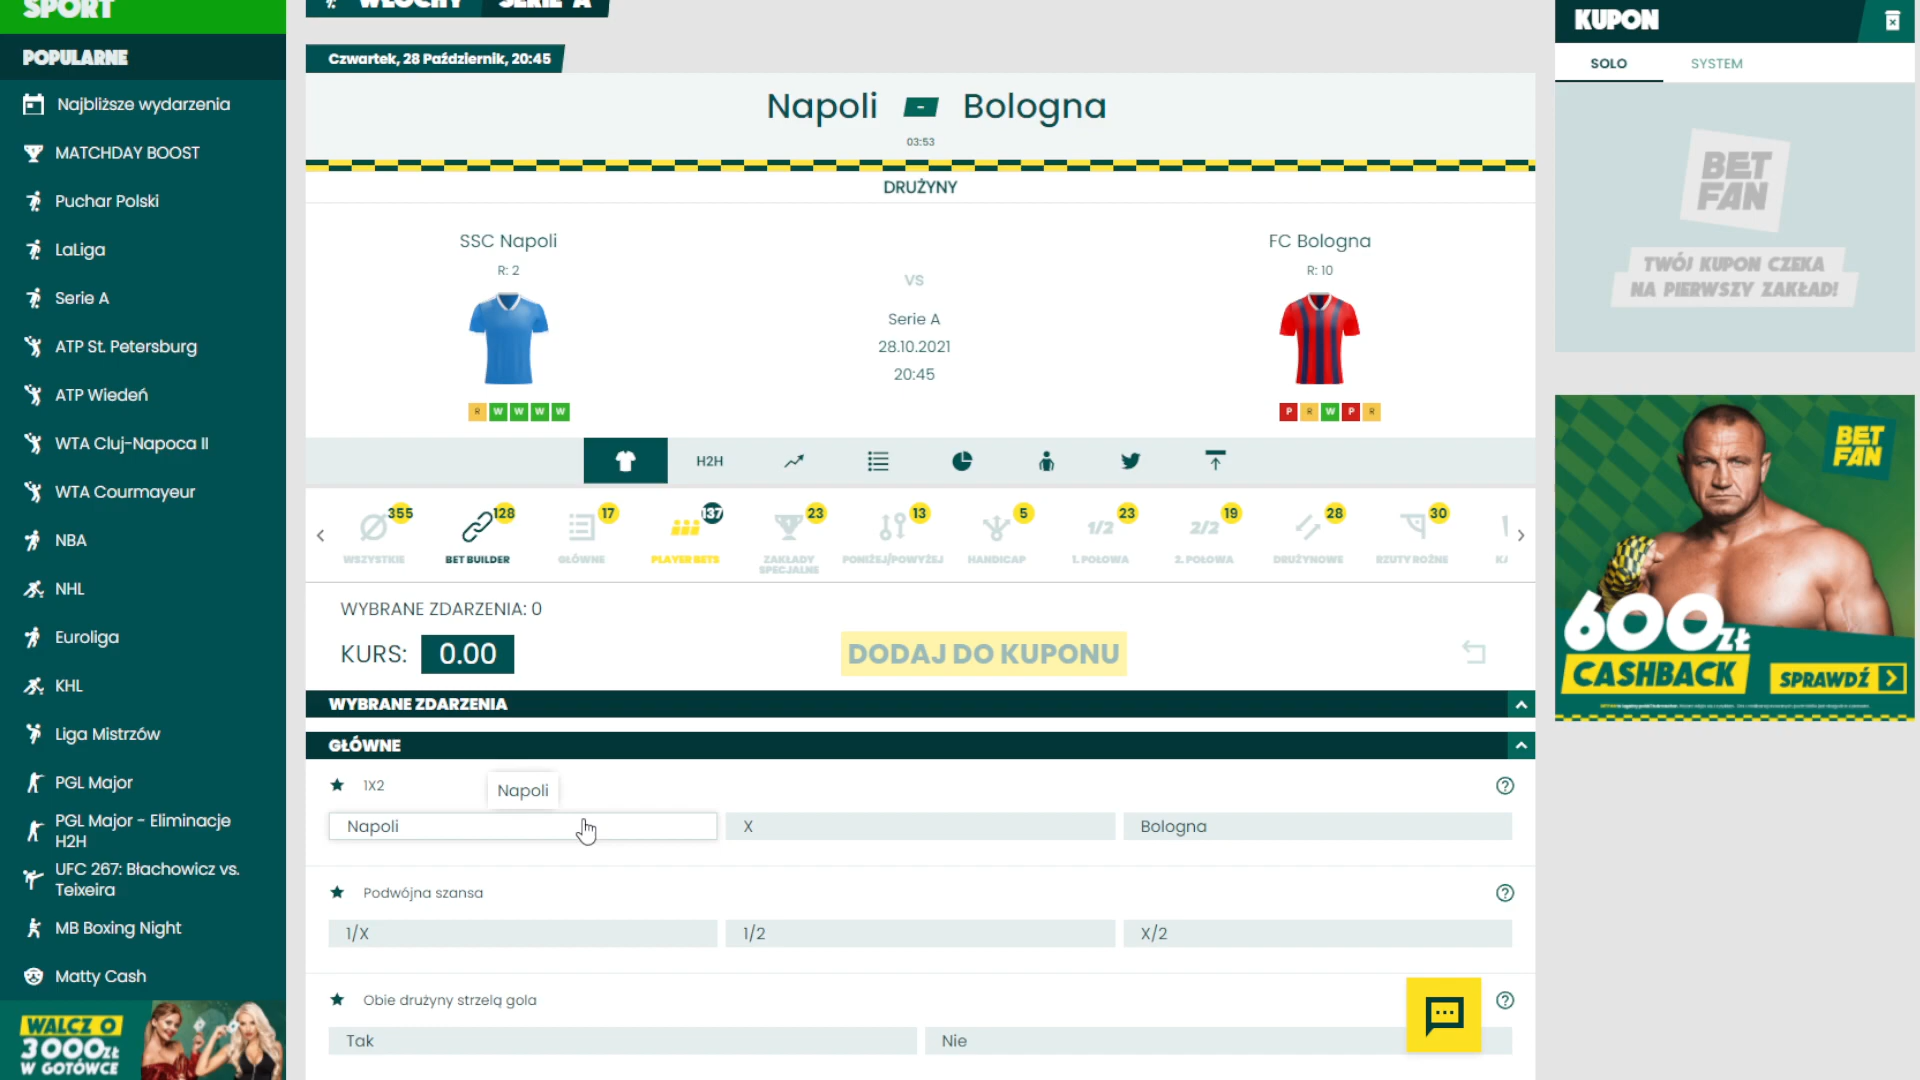 SPORT
POPULARNE
Najbliższe wydarzenia
MATCHDAY BOOST
Puchar Polski
LaLiga
Serie A
ATP St. Petersburg
ATP Wiedeń
WTA Cluj-Napoca II
WTA Courmayeur
NBA
NHL
Euroliga
KHL
Liga Mistrzów
PGL Major
PGL Major - Eliminacje
H2H
UFC 267: Błachowicz vs.
Teixeira
MB Boxing Night
Matty Cash
WALCZ O
3000zł
W GOTÓWCE
WŁOCHY SERIE A
Czwartek, 28 Październik, 20:45
Napoli - Bologna
03:53
DRUŻYNY
SSC Napoli
R: 2
R W W W W
VS
Serie A
28.10.2021
20:45
FC Bologna
R: 10
P R W P R
H2H
355 128 17 137 23 13 5 23 19 28 30
1/2 2/2
WSZYSTKIE BET BUILDER GŁÓWNE PLAYER BETS ZAKŁADY SPECJALNE PONIŻEJ/POWYŻEJ HANDICAP 1. POŁOWA 2. POŁOWA DRUŻYNOWE RZUTY ROŻNE
WYBRANE ZDARZENIA: 0
KURS: 0.00 DODAJ DO KUPONU
WYBRANE ZDARZENIA
GŁÓWNE
1X2
Napoli
Napoli X Bologna
Podwójna szansa
1/X 1/2 X/2
Obie drużyny strzelą gola
Tak Nie
KUPON
SOLO SYSTEM
BET
FAN
TWÓJ KUPON CZEKA
NA PIERWSZY ZAKŁAD!
BET
FAN
600zł
CASHBACK
SPRAWDŹ